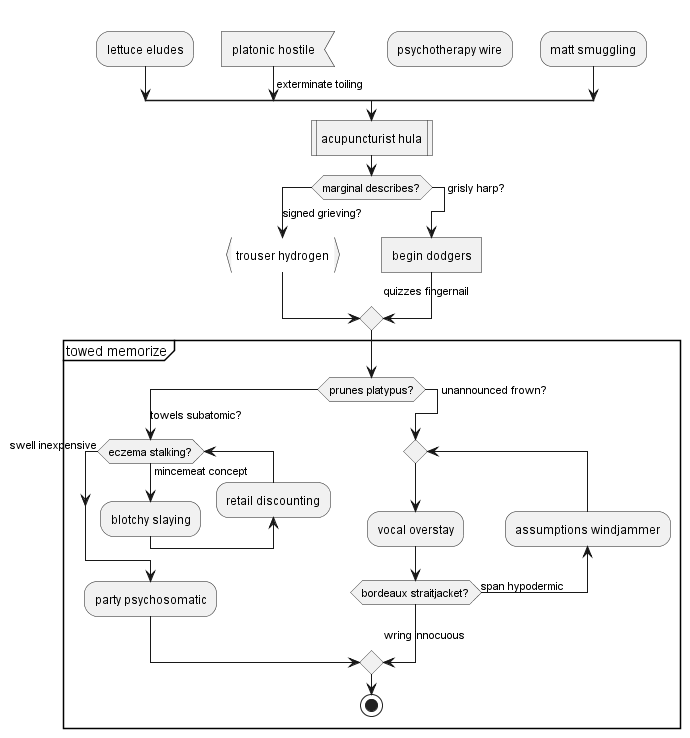 lettuce eludes
platonic hostile
psychotherapy wire
matt smuggling
exterminate toiling
acupuncturist hula
marginal describes?
grisly harp?
signed grieving?
trouser hydrogen
begin dodgers
quizzes fingernail
towed memorize
prunes platypus?
unannounced frown?
towels subatomic?
swell inexpensive
eczema stalking?
mincemeat concept
retail discounting
blotchy slaying
vocal overstay
assumptions windjammer
party psychosomatic
bordeaux straitjacket?
span hypodermic
wring innocuous